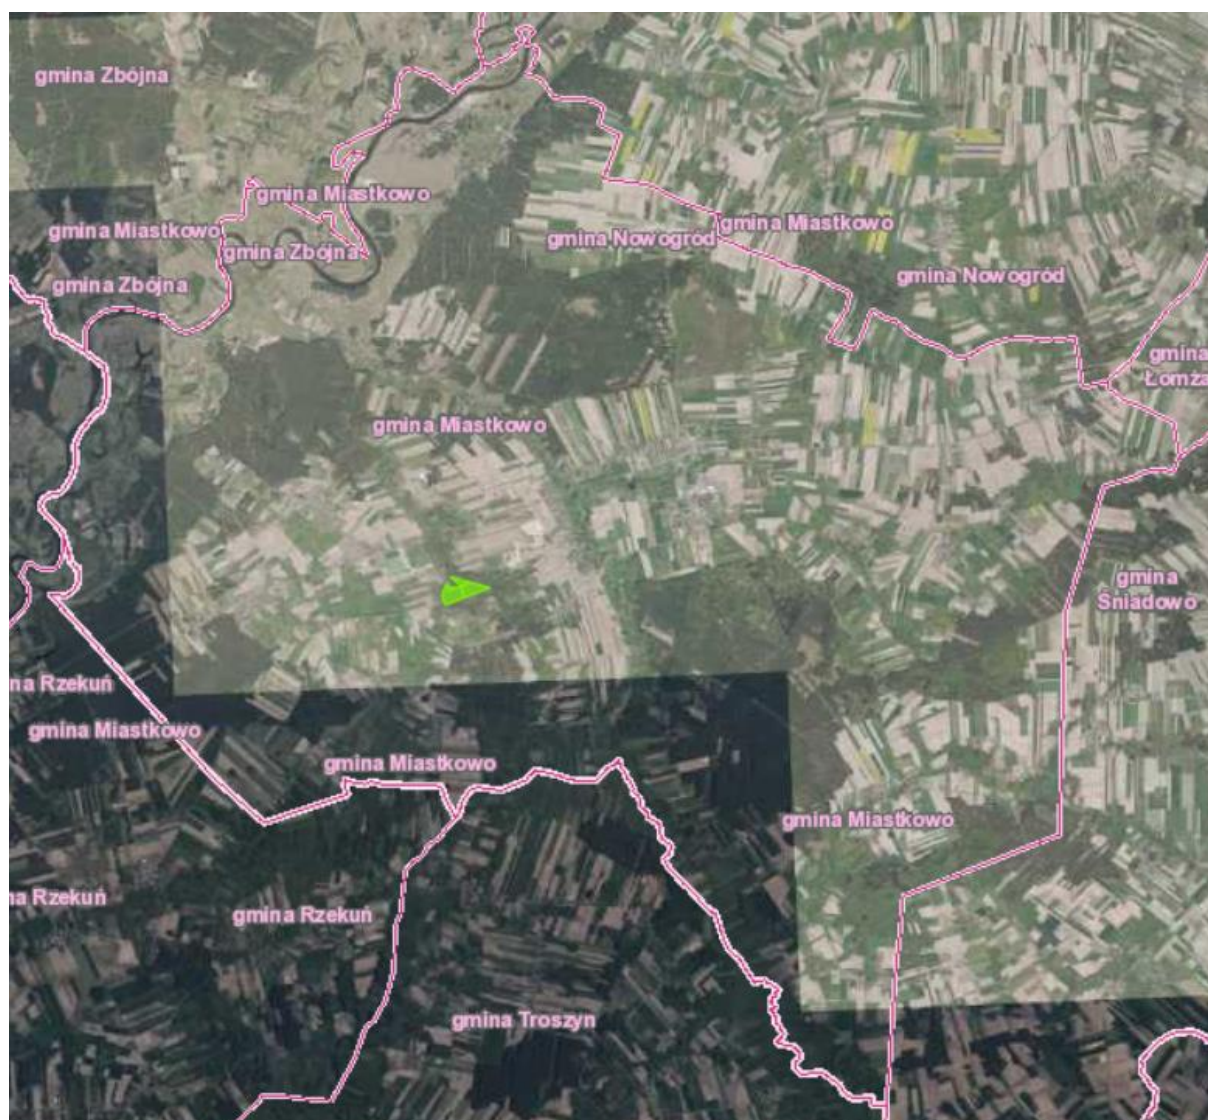 gmina Zbójna
gmina Miastkowo
gmina Miastkowo
gmina Miastkowo
gmina Nowogród
gmina Zbójna
gmina Nowogród
gmina Zbójna
gmina
Łomża
gmina Miastkowo
gmina
Śniadowo
na Rzekuń
gmina Miastkowo
gmina Miastkowo
gmina Miastkowo
na Rzekuń
gmina Rzekuń
gmina Troszyn